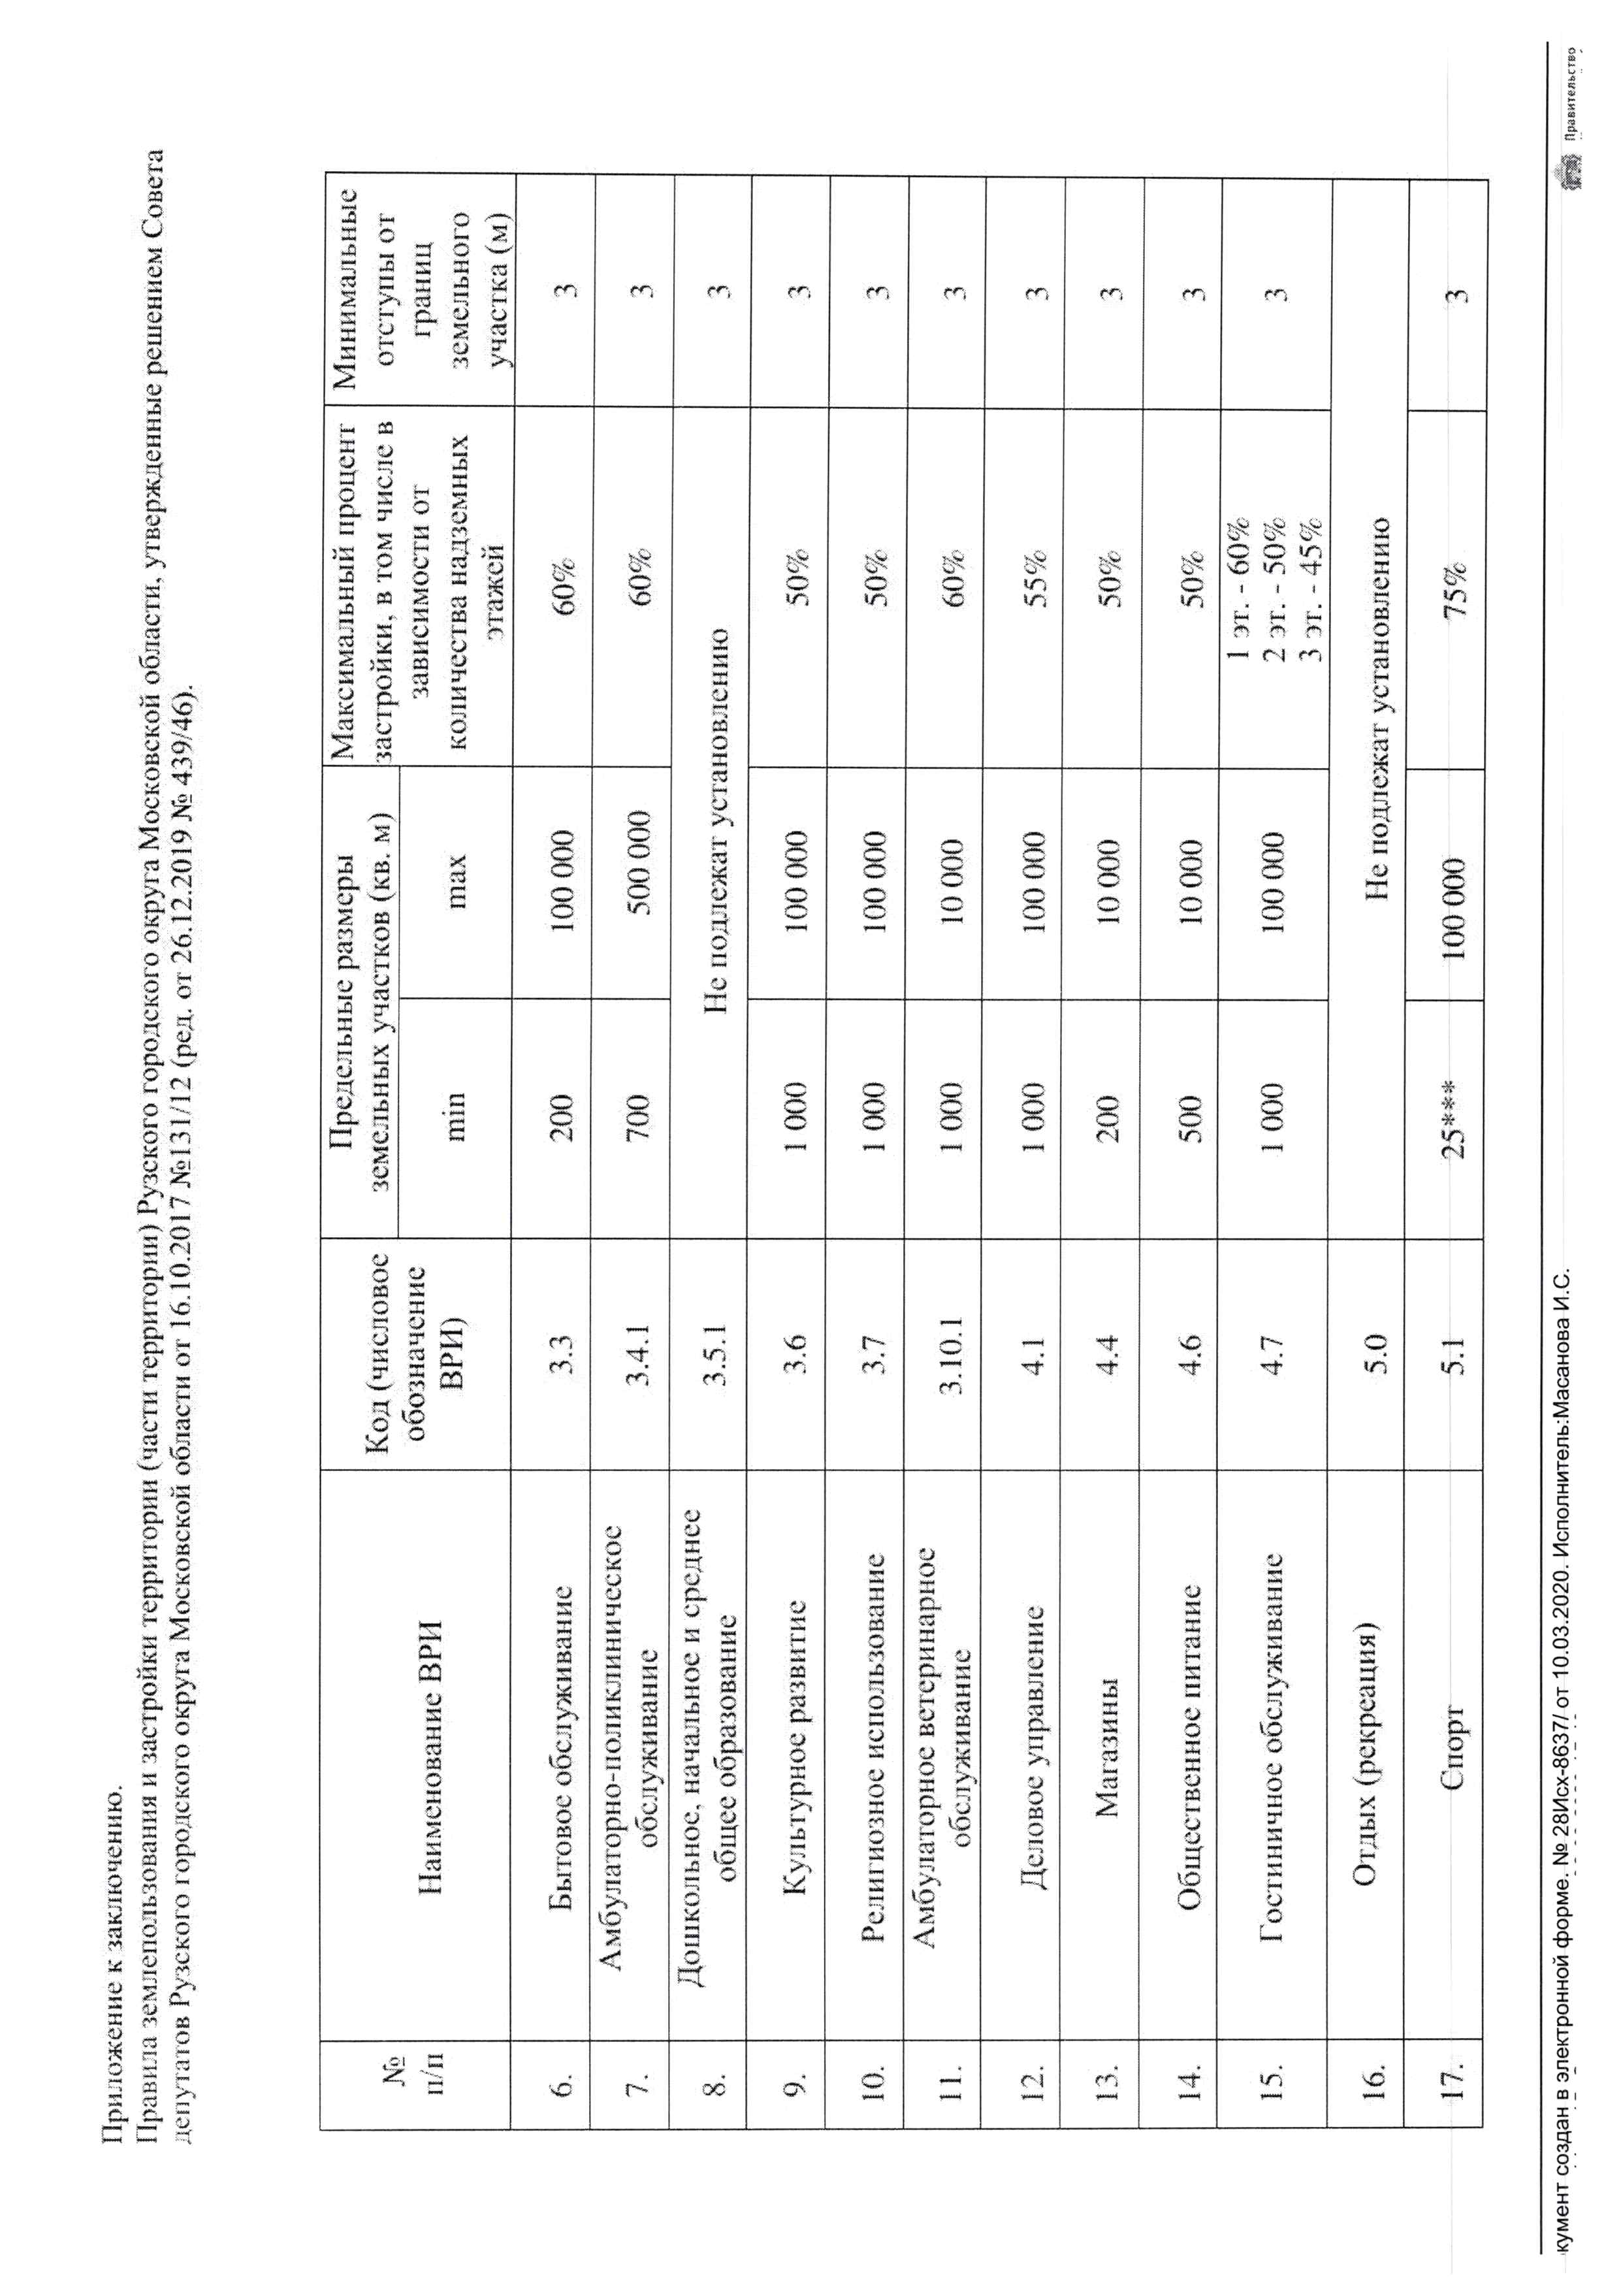 Приложение к заключению.
Правила землепользования и застройки территории (части территории) Рузского городского округа Московской области, утвержденные решением Совета
депутатов Рузского городского округа Московской области от 16.10.2017 №131/12 (ред. от 26.12.2019 № 439/46).
№
п/п
Наименование ВРИ
Код (числовое
обозначение
ВРИ)
Предельные размеры
земельных участков (кв. м)
min
max
Максимальный процент
застройки, в том числе в
зависимости от
количества надземных
этажей
Минимальные
отступы от
границ
земельного
участка (м)
6. Бытовое обслуживание 3.3 200 100 000 60% 3
7. Амбулаторно-поликлиническое
обслуживание 3.4.1 700 500 000 60% 3
8. Дошкольное, начальное и среднее
общее образование 3.5.1 Не подлежат установлению 3
9. Культурное развитие 3.6 1 000 100 000 50% 3
10. Религиозное использование 3.7 1 000 100 000 50% 3
11. Амбулаторное ветеринарное
обслуживание 3.10.1 1 000 10 000 60% 3
12. Деловое управление 4.1 1 000 100 000 55% 3
13. Магазины 4.4 200 10 000 50% 3
14. Общественное питание 4.6 500 10 000 50% 3
15. Гостиничное обслуживание 4.7 1 000 100 000 1 эт. - 60%
2 эт. - 50%
3 эт. - 45%
3
16. Отдых (рекреация) 5.0 Не подлежат установлению
17. Спорт 5.1 25*** 100 000 75% 3
кумент создан в электронной форме. № 28Исх-8637/ от 10.03.2020. Исполнитель:Масанова И.С.
Правительство